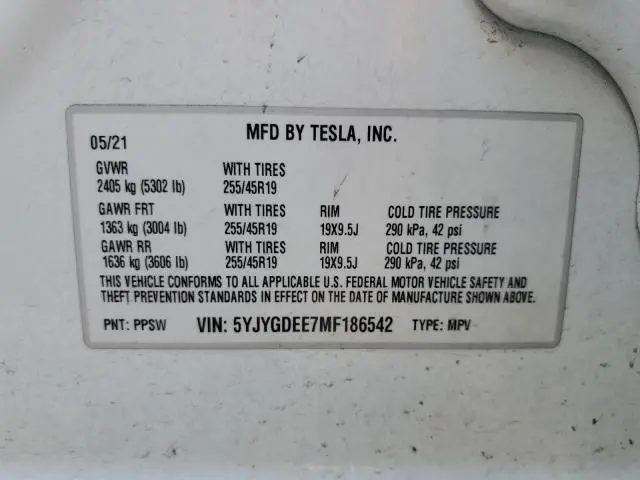 05/21 MFD BY TESLA, INC.
GVWR WITH TIRES
2405 kg (5302 lb) 255/45R19
GAWR FRT WITH TIRES RIM COLD TIRE PRESSURE
1363 kg (3004 lb) 255/45R19 19X9.5J 290 kPa, 42 psi
GAWR RR WITH TIRES RIM COLD TIRE PRESSURE
1636 kg (3606 lb) 255/45R19 19X9.5J 290 kPa, 42 psi
THIS VEHICLE CONFORMS TO ALL APPLICABLE U.S. FEDERAL MOTOR VEHICLE SAFETY AND
THEFT PREVENTION STANDARDS IN EFFECT ON THE DATE OF MANUFACTURE SHOWN ABOVE.
PNT: PPSW VIN: 5YJYGDEE7MF186542 TYPE: MPV